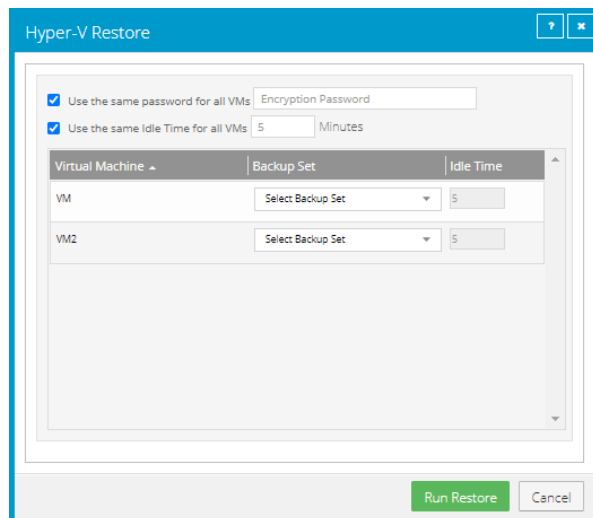 Hyper-V Restore ? ×
Use the same password for all VMs Encryption Password
Use the same Idle Time for all VMs 5 Minutes
Virtual Machine Backup Set Idle Time
VM Select Backup Set 5
VM2 Select Backup Set 5
Run Restore Cancel